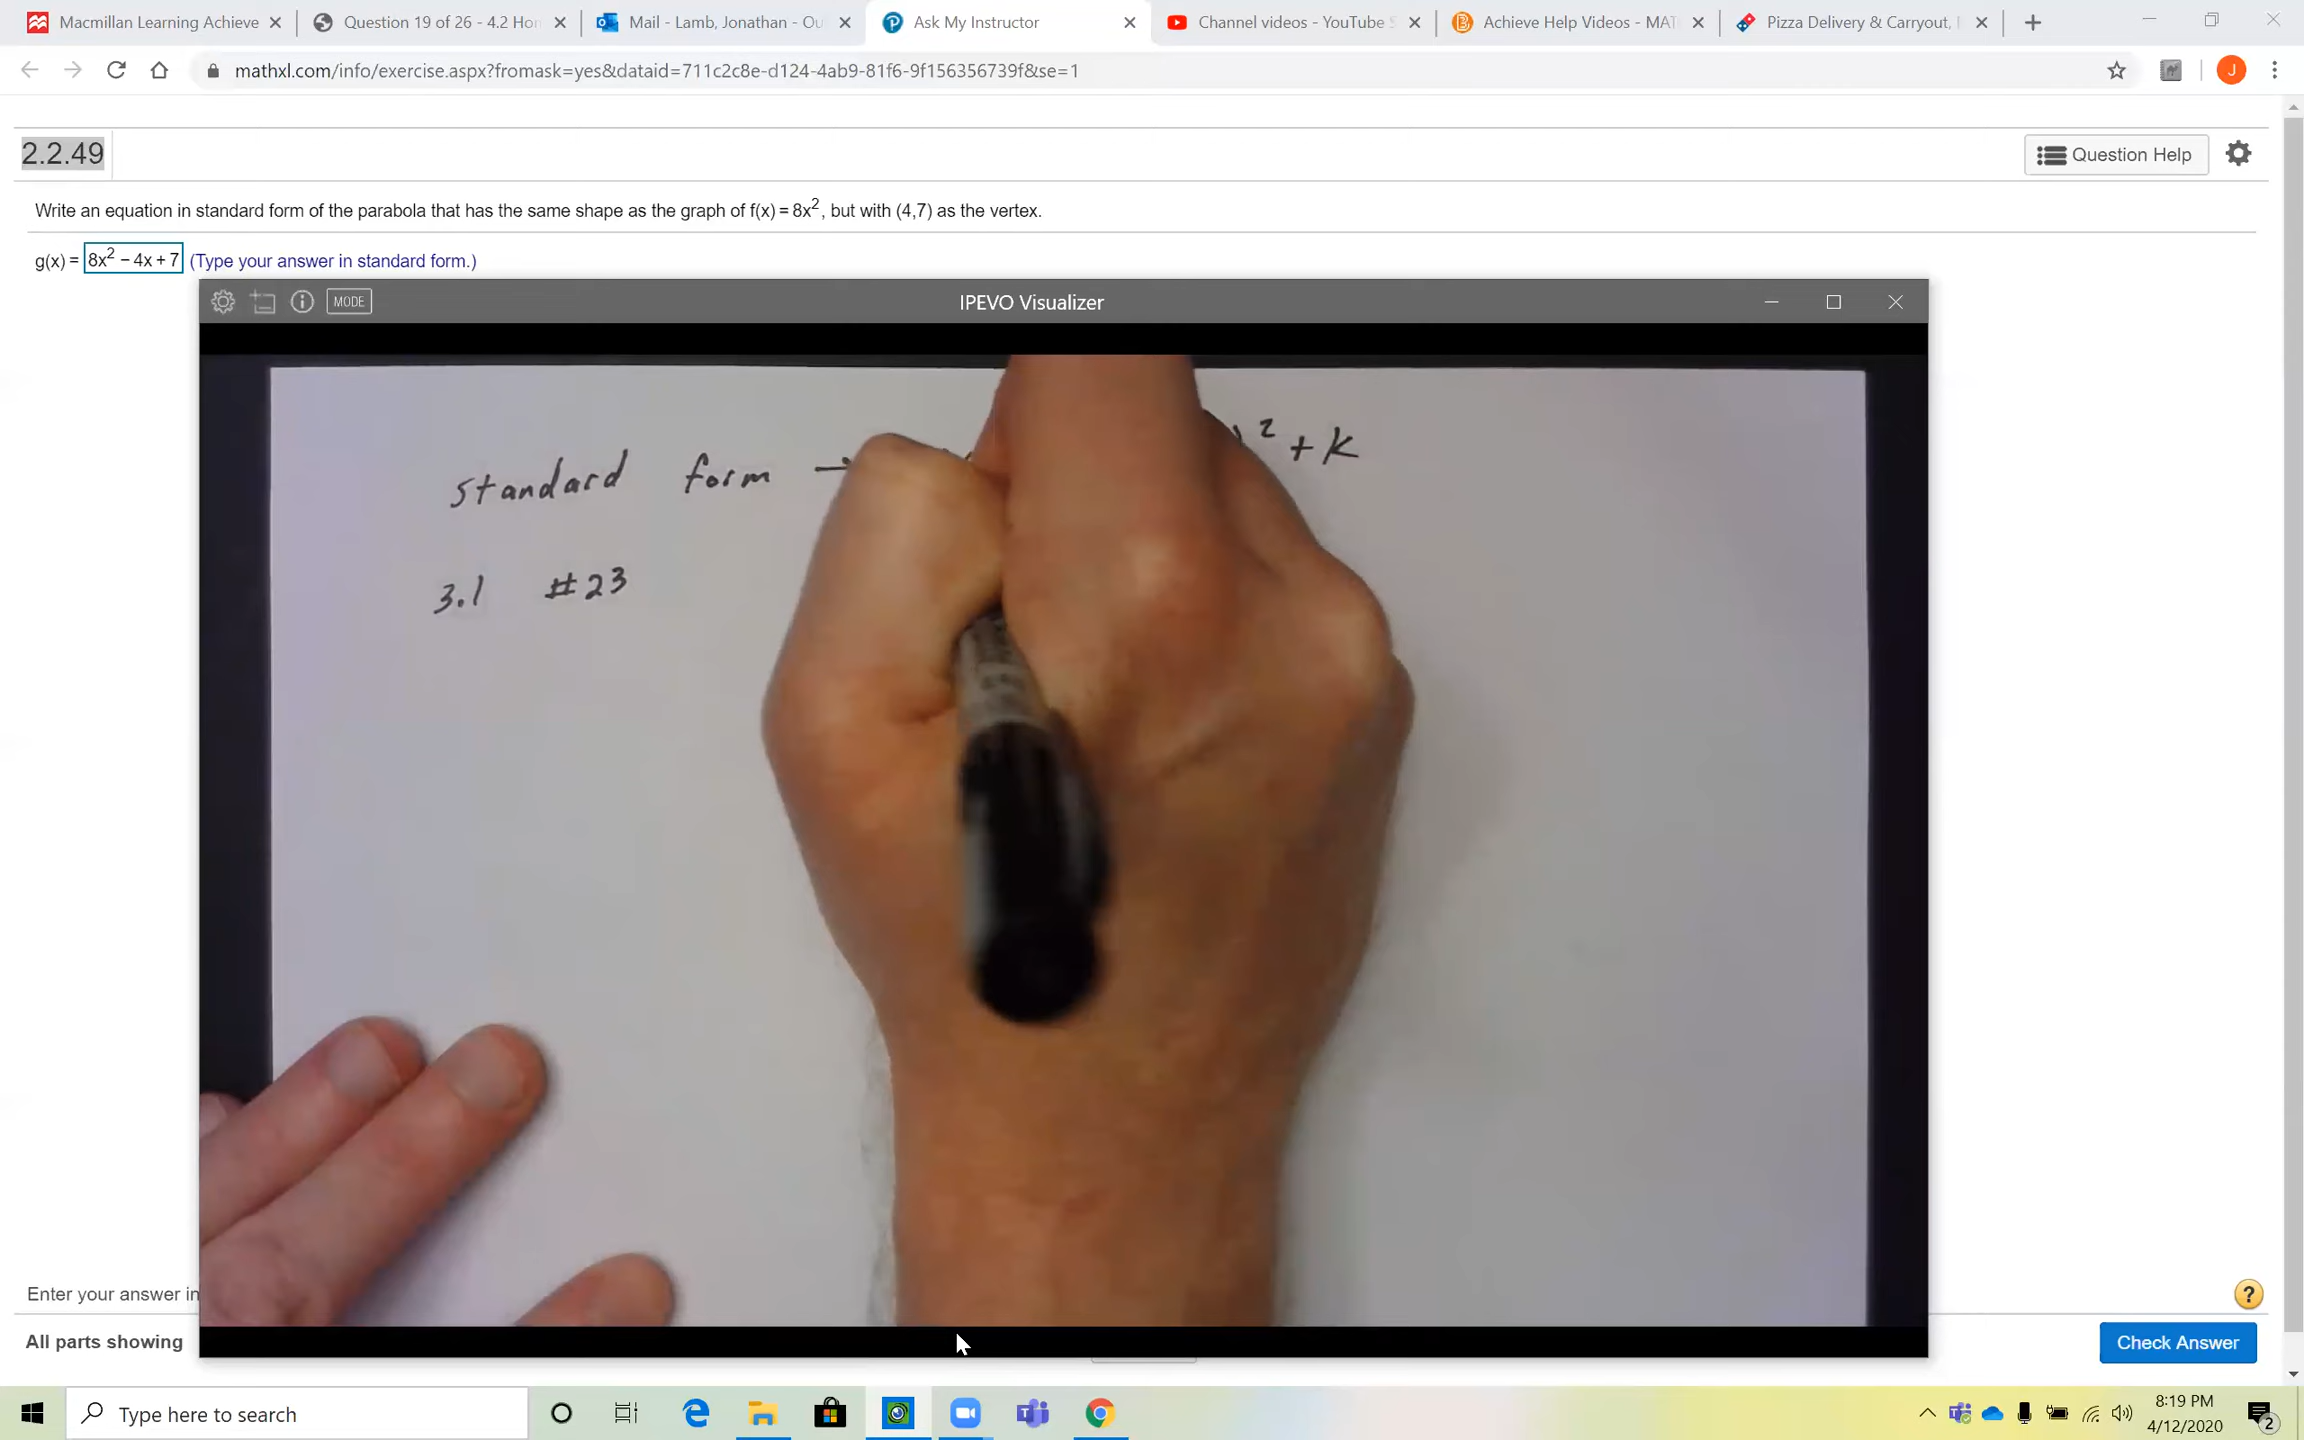 Macmillan Learning Achieve
Question 19 of 26 - 4.2 Hom
Mail - Lamb, Jonathan - Ou
Ask My Instructor
Channel videos - YouTube S
Achieve Help Videos - MAT
Pizza Delivery & Carryout,
mathxl.com/info/exercise.aspx?fromask=yes&dataid=711c2c8e-d124-4ab9-81f6-9f156356739f&se=1
J
2.2.49
Question Help
Write an equation in standard form of the parabola that has the same shape as the graph of f(x) = 8x², but with (4,7) as the vertex.
g(x) = 8x² − 4x + 7 (Type your answer in standard form.)
MODE
IPEVO Visualizer
standard form → )² + k
3.1 #23
Enter your answer in
?
All parts showing
Check Answer
Type here to search
8:19 PM
4/12/2020
2